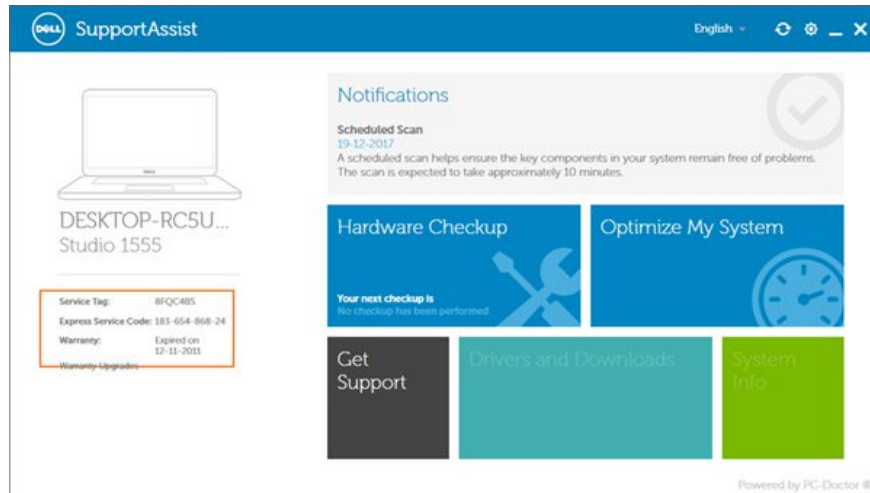 DELL SupportAssist
English
DELL
DESKTOP-RC5U...
Studio 1555
Service Tag: 8FQC4BS
Express Service Code: 183-654-868-24
Warranty: Expired on
12-11-2011
Warranty Upgrades
Notifications
Scheduled Scan
19-12-2017
A scheduled scan helps ensure the key components in your system remain free of problems.
The scan is expected to take approximately 10 minutes.
Hardware Checkup
Your next checkup is
No checkup has been performed
Optimize My System
Get
Support
Drivers and Downloads
System
Info
Powered by PC-Doctor ®